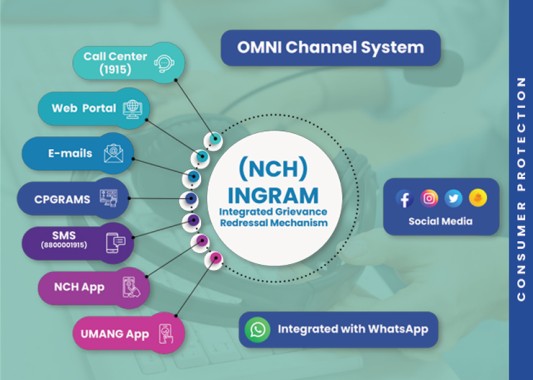 OMNI Channel System
Call Center
(1915)
Web Portal
E-mails
CPGRAMS
SMS
(8800001915)
NCH App
UMANG App
(NCH)
INGRAM
Integrated Grievance
Redressal Mechanism
Social Media
Integrated with WhatsApp
CONSUMER PROTECTION